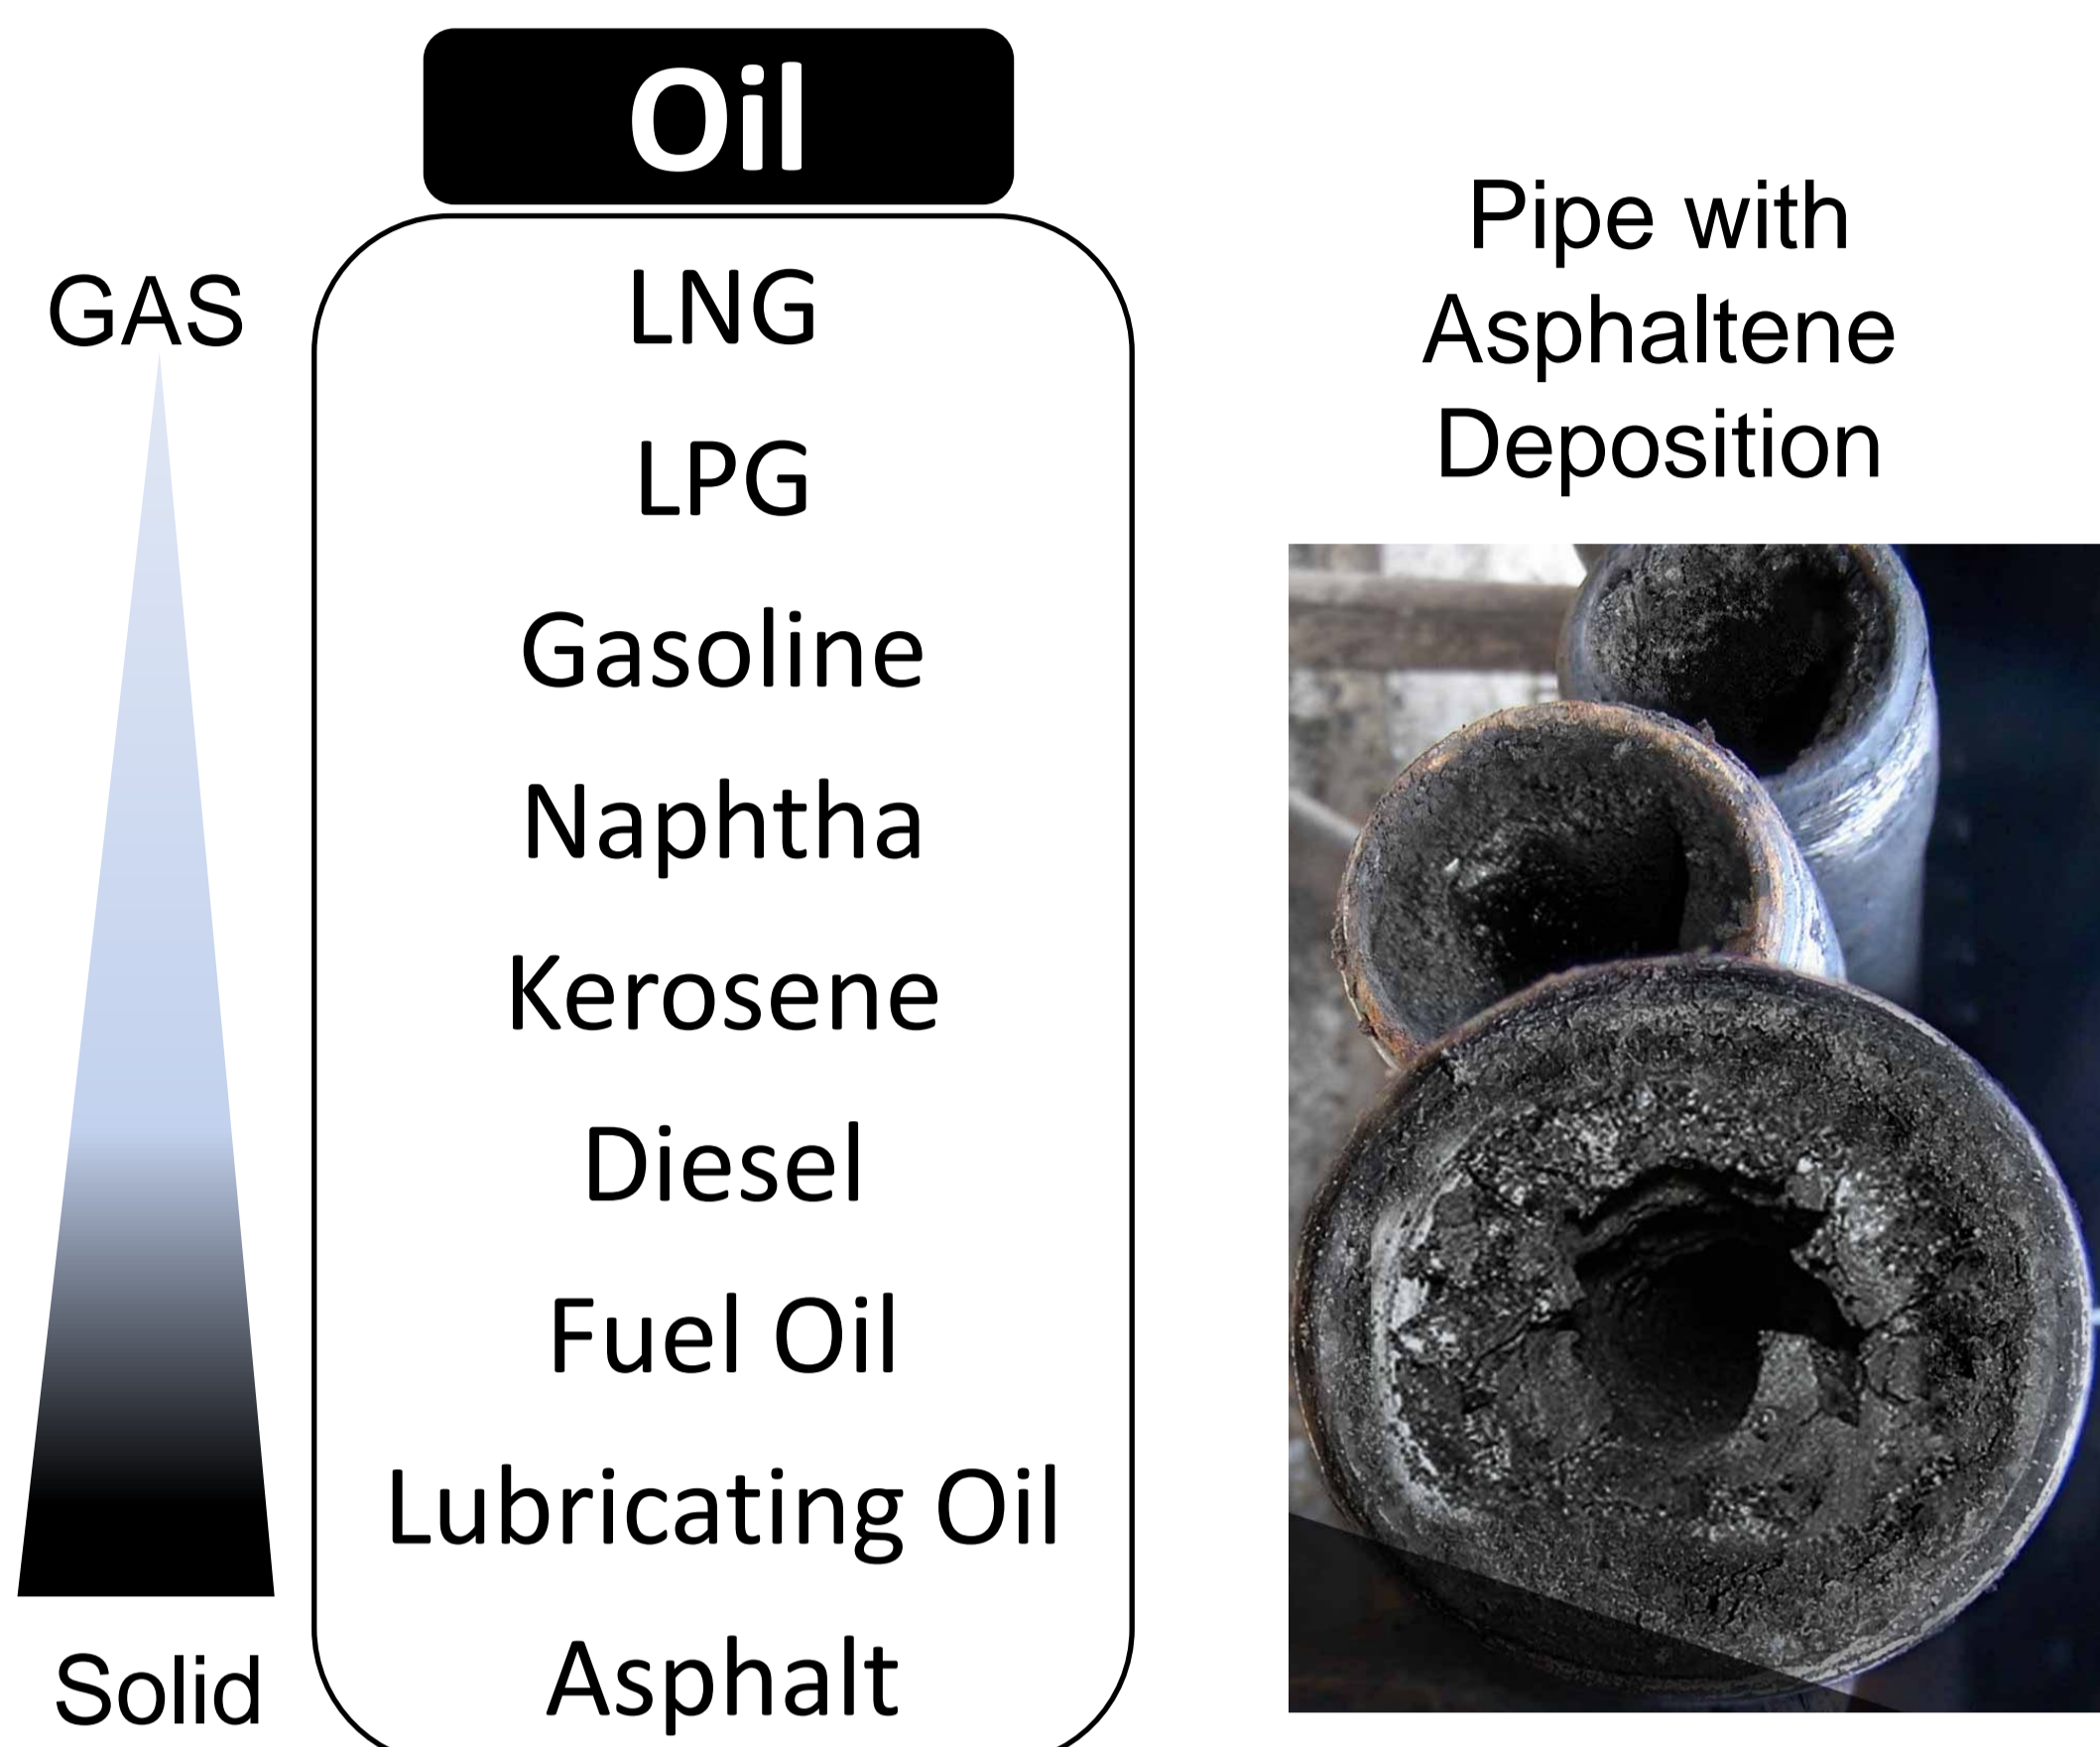 Oil
GAS
LNG
LPG
Gasoline
Naphtha
Kerosene
Diesel
Fuel Oil
Lubricating Oil
Asphalt
Solid
Pipe with
Asphaltene
Deposition